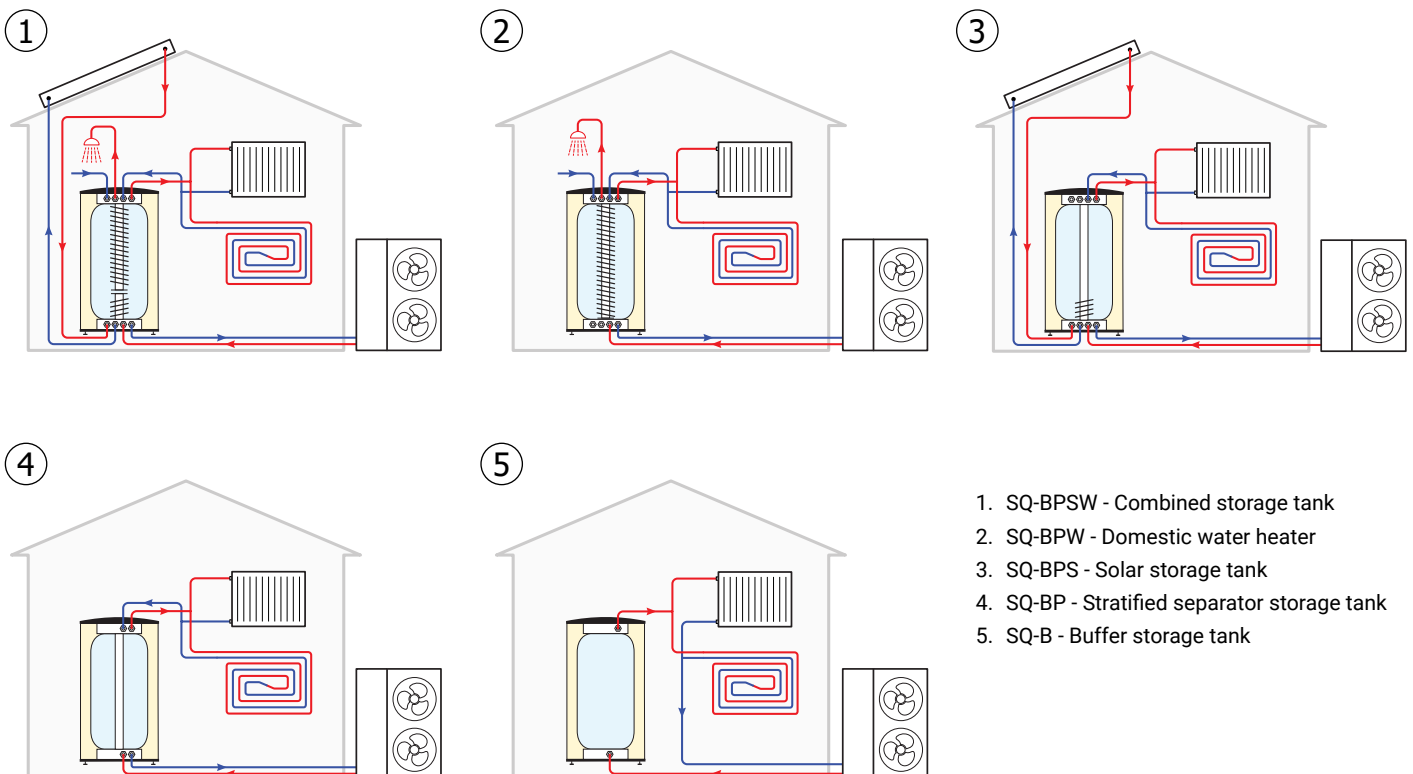 1
2
3
4
5
1. SQ-BPSW - Combined storage tank
2. SQ-BPW - Domestic water heater
3. SQ-BPS - Solar storage tank
4. SQ-BP - Stratified separator storage tank
5. SQ-B - Buffer storage tank